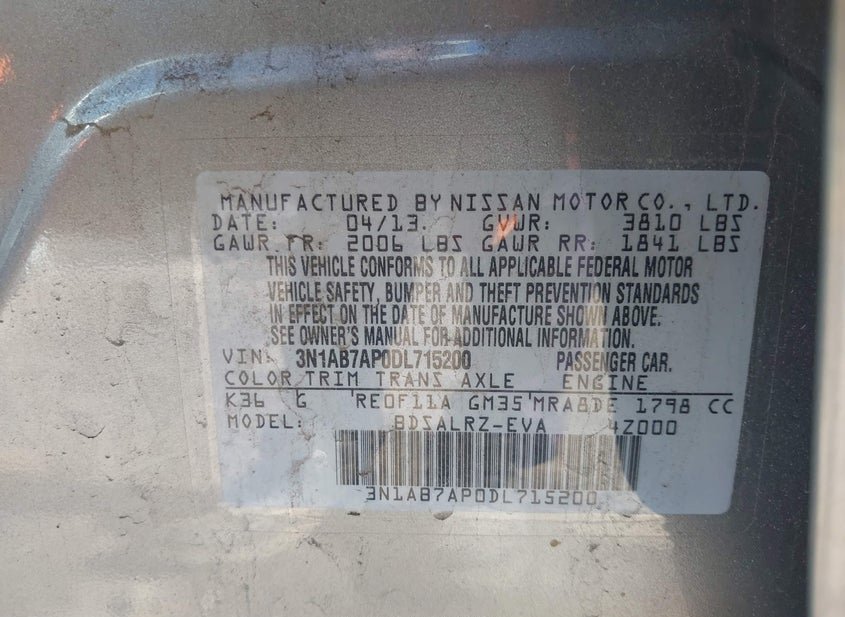 MANUFACTURED BY NISSAN MOTOR CO., LTD.
DATE: 04/13 GVWR: 3810 LBS
GAWR FR: 2006 LBS GAWR RR: 1841 LBS
THIS VEHICLE CONFORMS TO ALL APPLICABLE FEDERAL MOTOR
VEHICLE SAFETY, BUMPER AND THEFT PREVENTION STANDARDS
IN EFFECT ON THE DATE OF MANUFACTURE SHOWN ABOVE.
SEE OWNER'S MANUAL FOR ADDITIONAL INFORMATION.
VIN: 3N1AB7AP0DL715200 PASSENGER CAR.
COLOR TRIM TRANS AXLE ENGINE
K36 G RE0F11A GM35 MRA8DE 1798 CC
MODEL: BDSALRZ-EVA 4Z000
3N1AB7AP0DL715200